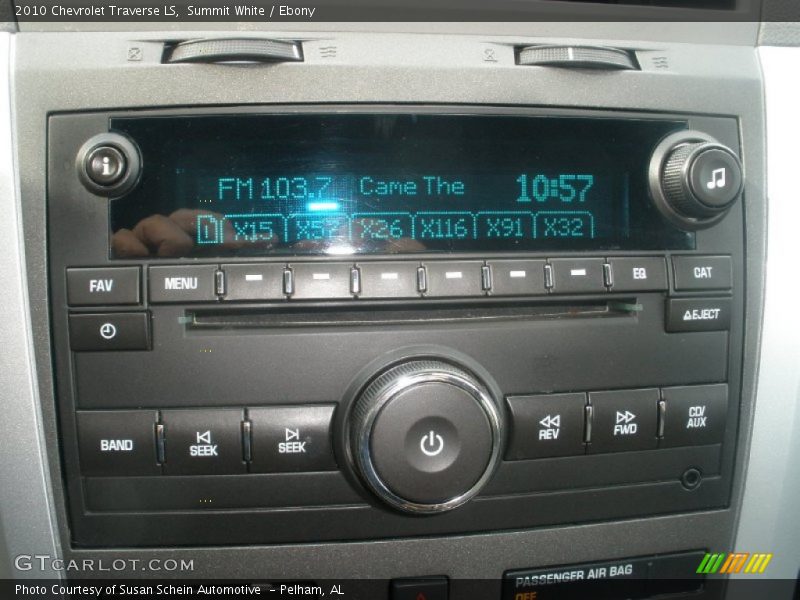 2010 Chevrolet Traverse LS, Summit White / Ebony
FM 103.7 Came The 10:57
1 X15 X52 X26 X116 X91 X32
FAV MENU EQ CAT
EJECT
BAND SEEK SEEK REV FWD CD/
AUX
GTCARLOT.COM
PASSENGER AIR BAG
OFF
Photo Courtesy of Susan Schein Automotive - Pelham, AL